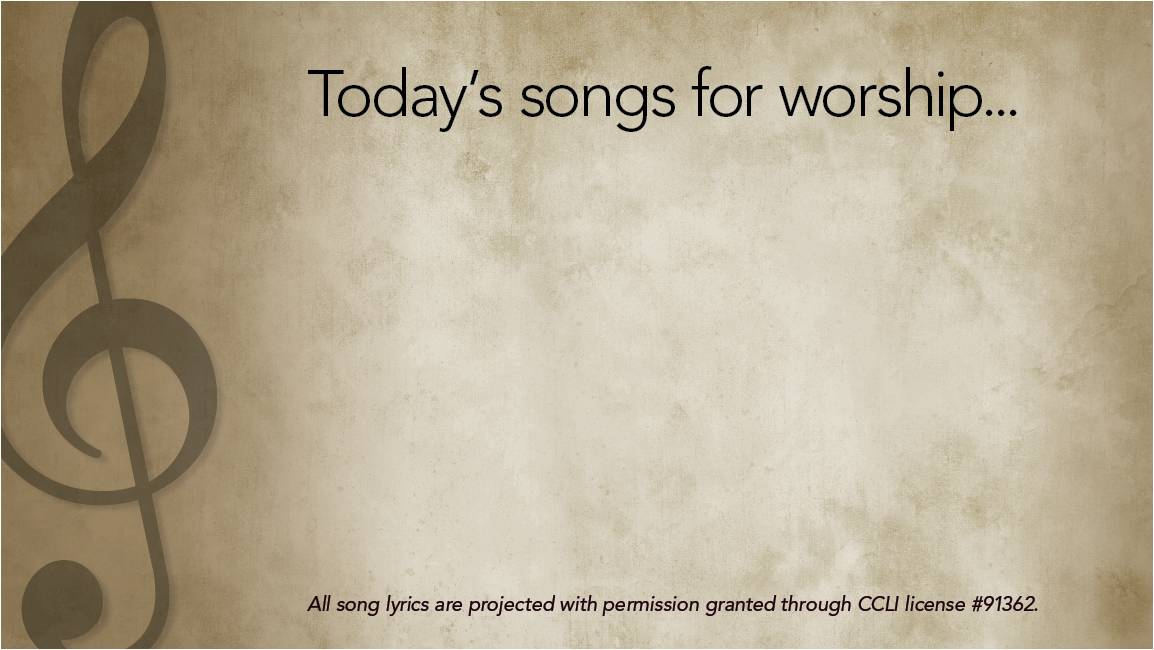 Today’s songs for worship...
All song lyrics are projected with permission granted through CCLI license #91362.